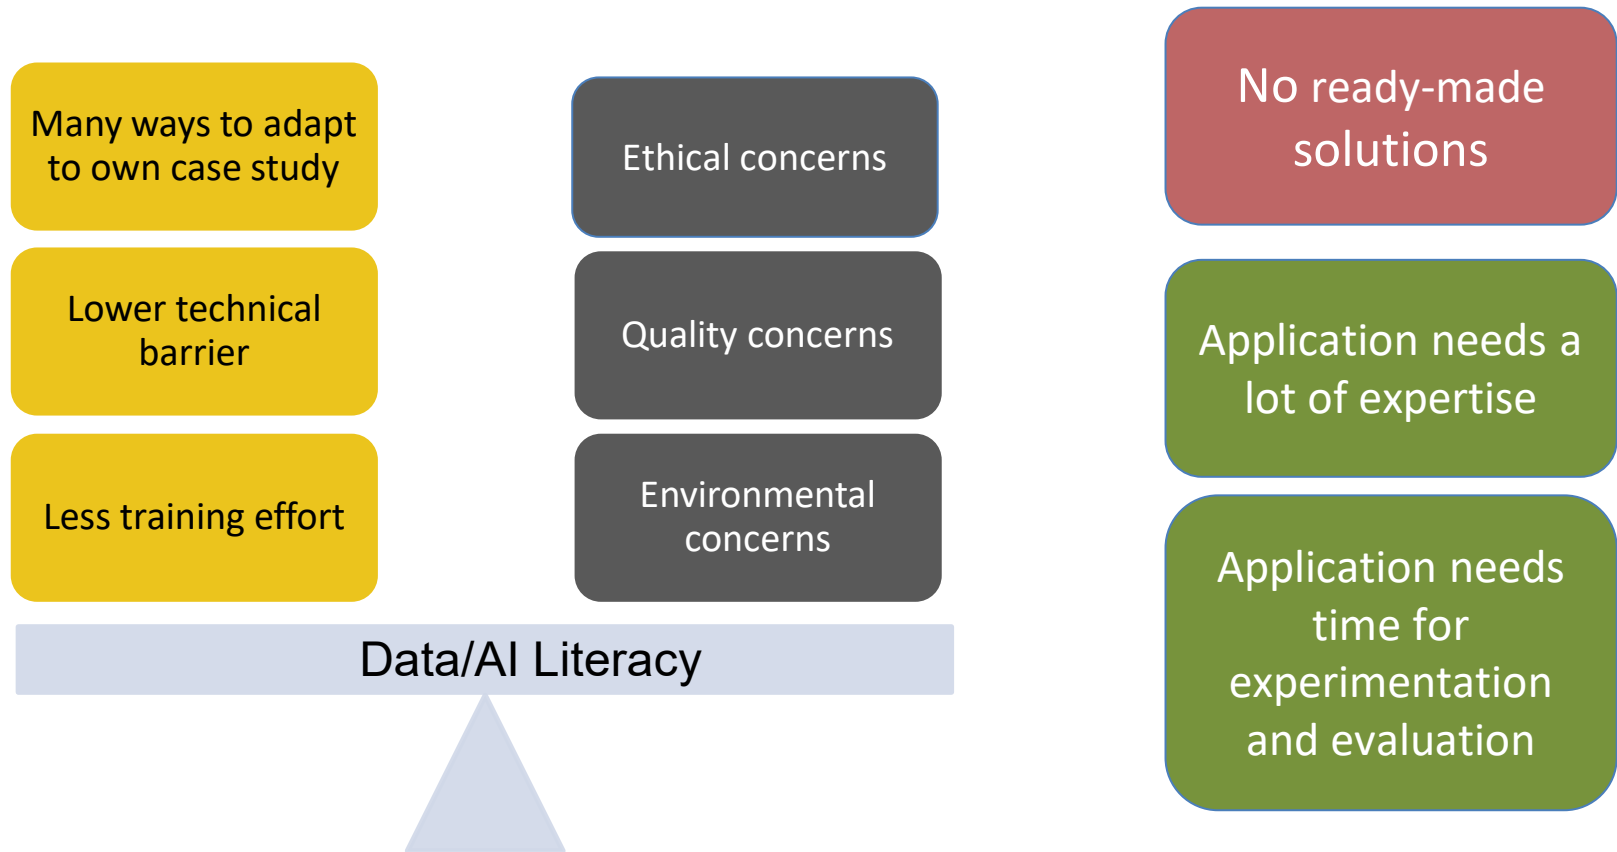 Many ways to adapt
to own case study
Lower technical
barrier
Less training effort
Ethical concerns
Quality concerns
Environmental
concerns
Data/AI Literacy
No ready-made
solutions
Application needs a
lot of expertise
Application needs
time for
experimentation
and evaluation